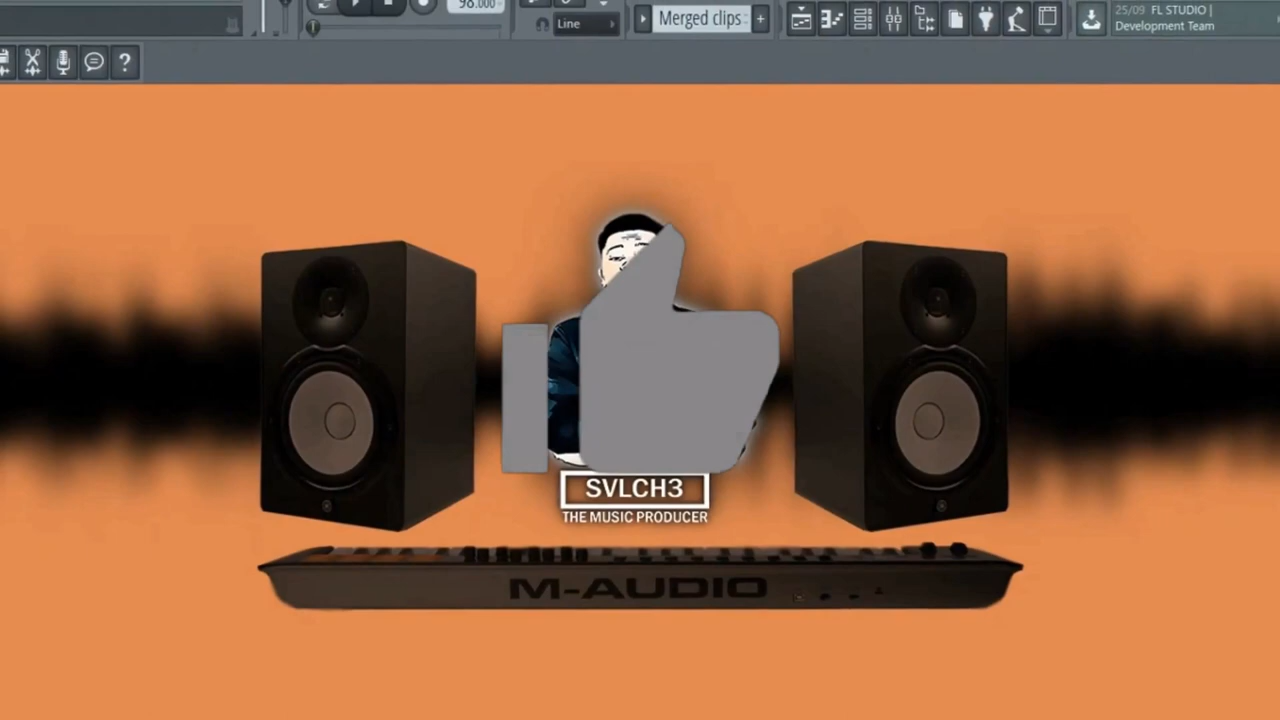 98.000
Line
Merged clips
+
25/09 FL STUDIO |
Development Team
?
SVLCH3
THE MUSIC PRODUCER
M-AUDIO